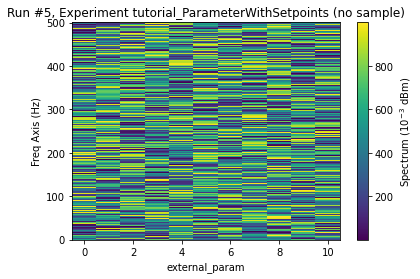 Run #5, Experiment tutorial_ParameterWithSetpoints (no sample)
500
400
300
200
100
0
Freq Axis (Hz)
0 2 4 6 8 10
external_param
800
600
400
200
Spectrum (10⁻³ dBm)